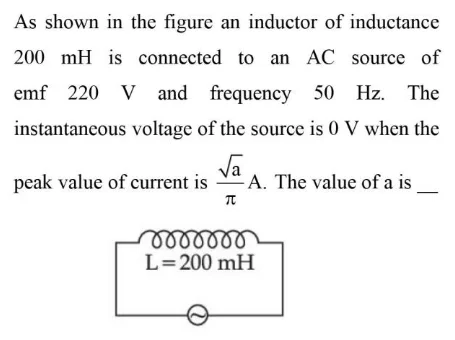 As shown in the figure an inductor of inductance
200 mH is connected to an AC source of
emf 220 V and frequency 50 Hz. The
instantaneous voltage of the source is 0 V when the
peak value of current is √a/π A. The value of a is __
L = 200 mH